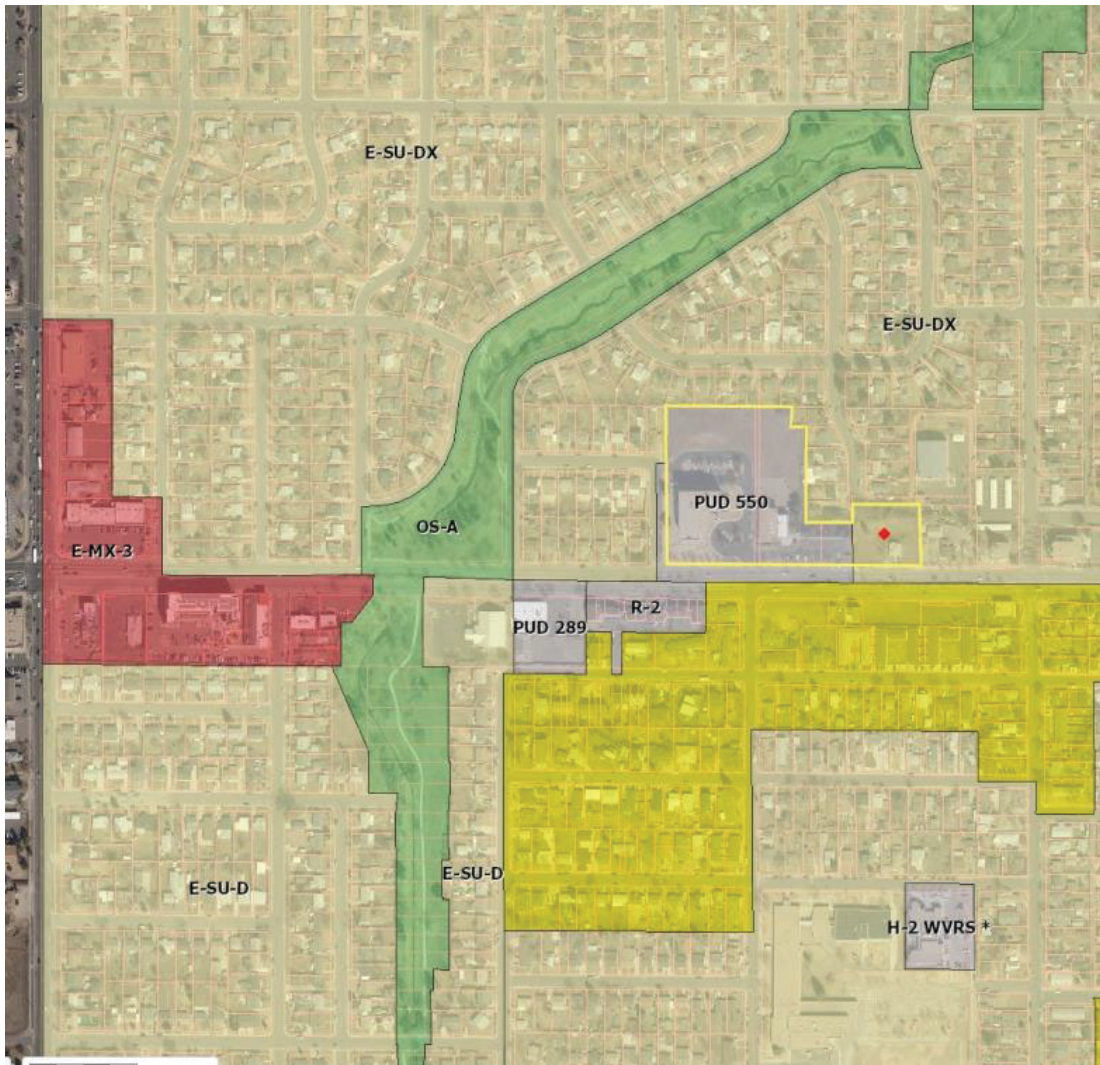 E-SU-DX
E-SU-DX
PUD 550
OS-A
E-MX-3
R-2
PUD 289
E-SU-D
E-SU-D
H-2 WVRS *